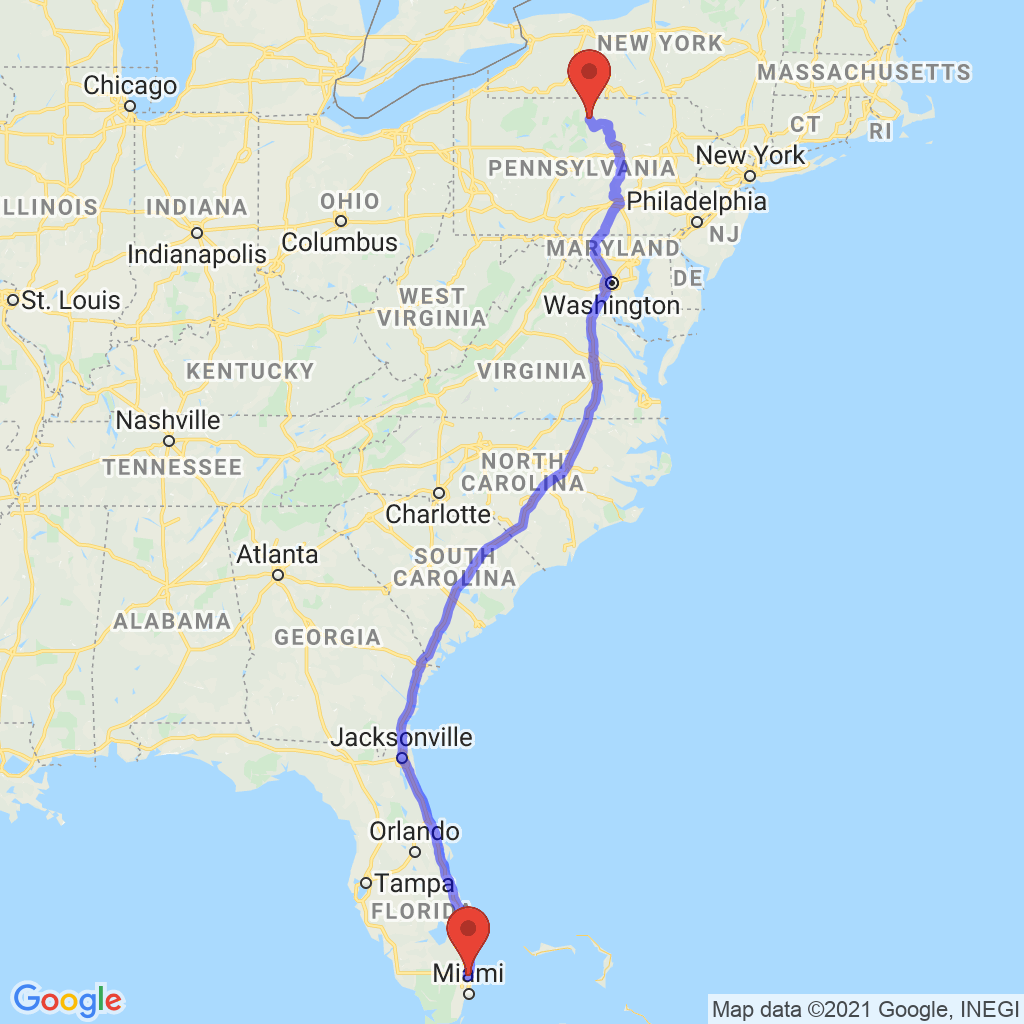 NEW YORK
MASSACHUSETTS
Chicago
CT
RI
New York
PENNSYLVANIA
OHIO
Philadelphia
ILLINOIS
INDIANA
NJ
Columbus
Indianapolis
MARYLAND
DE
St. Louis
WEST
VIRGINIA
Washington
KENTUCKY
VIRGINIA
Nashville
TENNESSEE
NORTH
CAROLINA
Charlotte
Atlanta
SOUTH
CAROLINA
ALABAMA
GEORGIA
Jacksonville
Orlando
Tampa
FLORIDA
Miami
Google
Map data ©2021 Google, INEGI